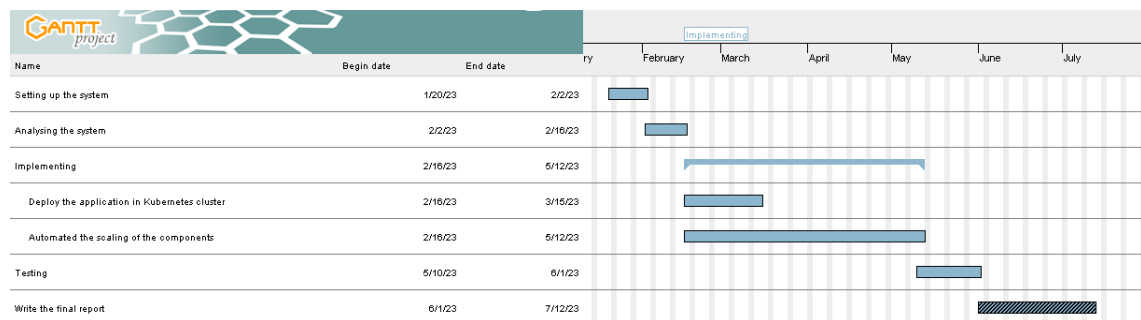 GANTT
project
Implementing
ry February March April May June July
Name Begin date End date
Setting up the system 1/20/23 2/2/23
Analysing the system 2/2/23 2/16/23
Implementing 2/16/23 5/12/23
Deploy the application in Kubernetes cluster 2/16/23 3/15/23
Automated the scaling of the components 2/16/23 5/12/23
Testing 5/10/23 6/1/23
Write the final report 6/1/23 7/12/23